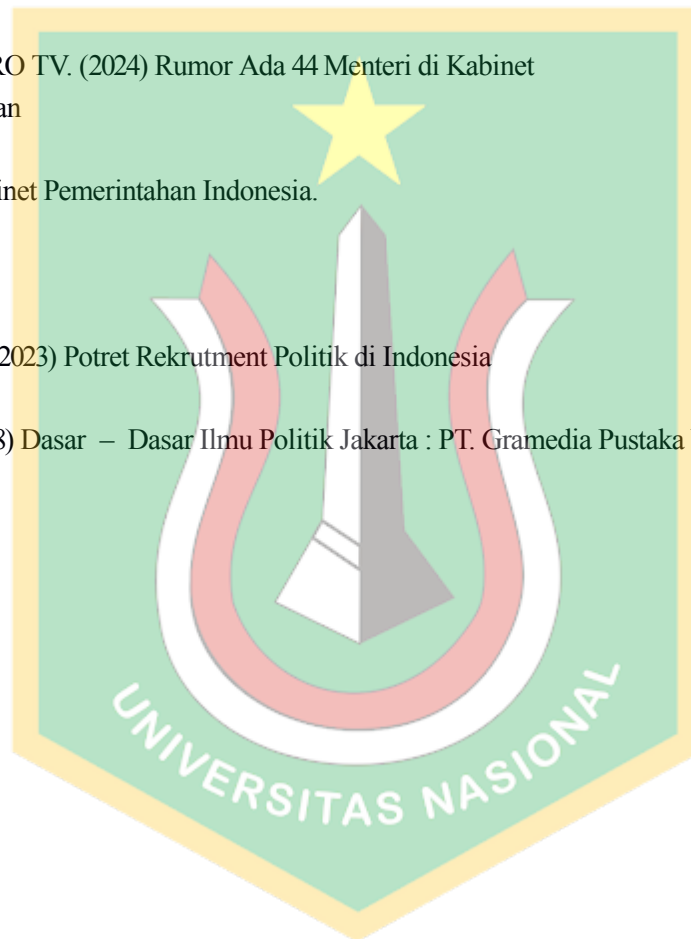 RO TV. (2024) Rumor Ada 44 Menteri di Kabinet
an
inet Pemerintahan Indonesia.
2023) Potret Rekrutment Politik di Indonesia
8) Dasar – Dasar Ilmu Politik Jakarta : PT. Gramedia Pustaka
UNIVERSITAS NASIONAL